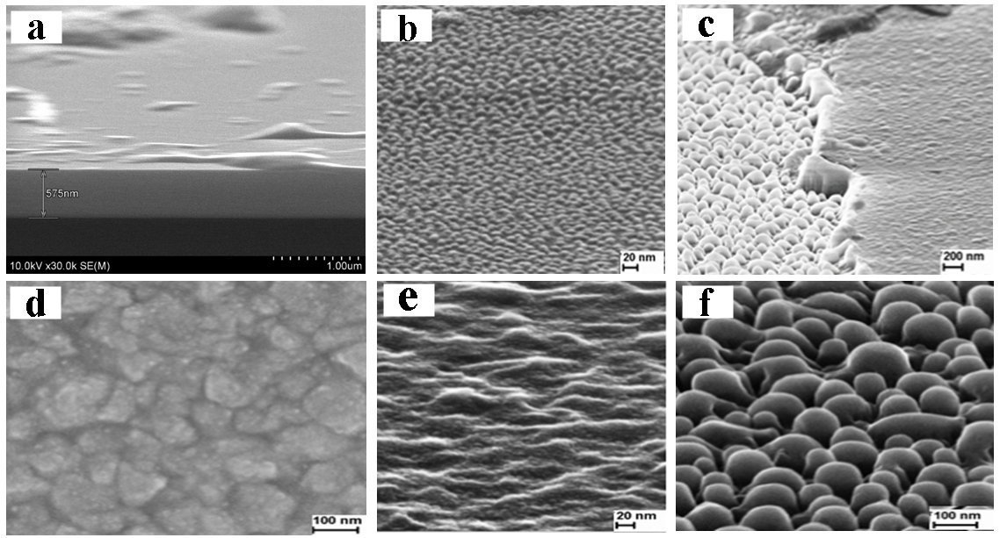 a
b
c
575nm
10.0kV x30.0k SE(M)
1.00um
20 nm
200 nm
d
e
f
100 nm
20 nm
100 nm